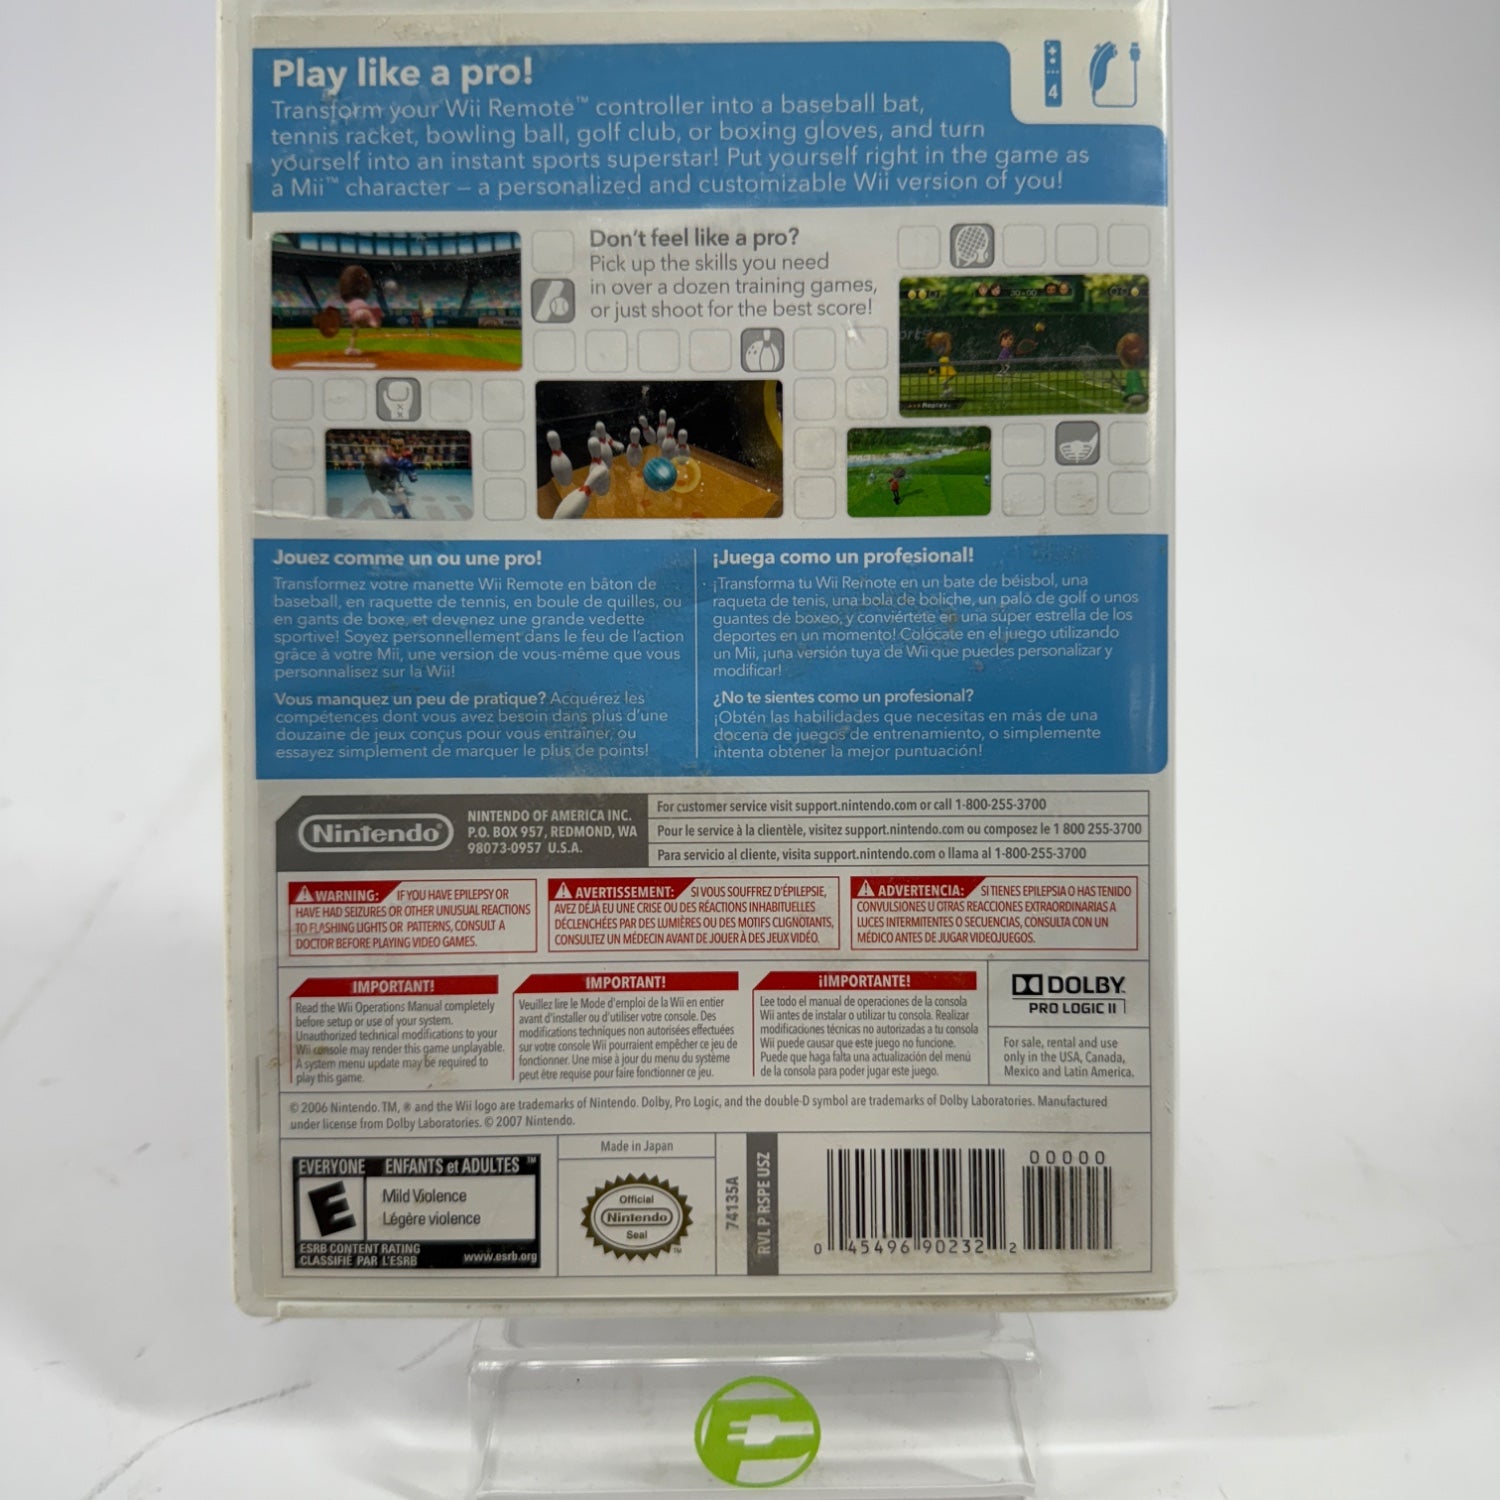 Play like a pro!
Transform your Wii Remote™ controller into a baseball bat,
tennis racket, bowling ball, golf club, or boxing gloves, and turn
yourself into an instant sports superstar! Put yourself right in the game as
a Mii™ character – a personalized and customizable Wii version of you!
4
Don't feel like a pro?
Pick up the skills you need
in over a dozen training games,
or just shoot for the best score!
Jouez comme un ou une pro!
Transformez votre manette Wii Remote en bâton de
baseball, en raquette de tennis, en boule de quilles, ou
en gants de boxe, et devenez une grande vedette
sportive! Soyez personnellement dans le feu de l'action
grâce à votre Mii, une version de vous-même que vous
personnalisez sur la Wii!
Vous manquez un peu de pratique? Acquérez les
compétences dont vous avez besoin dans plus d'une
douzaine de jeux conçus pour vous entraîner, ou
essayez simplement de marquer le plus de points!
¡Juega como un profesional!
¡Transforma tu Wii Remote en un bate de béisbol, una
raqueta de tenis, una bola de boliche, un palo de golf o unos
guantes de boxeo, y conviértete en una súper estrella de los
deportes en un momento! Colócate en el juego utilizando
un Mii, ¡una versión tuya de Wii que puedes personalizar y
modificar!
¿No te sientes como un profesional?
¡Obtén las habilidades que necesitas en más de una
docena de juegos de entrenamiento, o simplemente
intenta obtener la mejor puntuación!
Nintendo®
NINTENDO OF AMERICA INC.
P.O. BOX 957, REDMOND, WA
98073-0957 U.S.A.
For customer service visit support.nintendo.com or call 1-800-255-3700
Pour le service à la clientèle, visitez support.nintendo.com ou composez le 1 800 255-3700
Para servicio al cliente, visita support.nintendo.com o llama al 1-800-255-3700
WARNING: IF YOU HAVE EPILEPSY OR
HAVE HAD SEIZURES OR OTHER UNUSUAL REACTIONS
TO FLASHING LIGHTS OR PATTERNS, CONSULT A
DOCTOR BEFORE PLAYING VIDEO GAMES.
AVERTISSEMENT: SI VOUS SOUFFREZ D'ÉPILEPSIE,
AVEZ DÉJÀ EU UNE CRISE OU DES RÉACTIONS INHABITUELLES
DÉCLENCHÉES PAR DES LUMIÈRES OU DES MOTIFS CLIGNOTANTS,
CONSULTEZ UN MÉDECIN AVANT DE JOUER À DES JEUX VIDÉO.
ADVERTENCIA: SI TIENES EPILEPSIA O HAS TENIDO
CONVULSIONES U OTRAS REACCIONES EXTRAORDINARIAS A
LUCES INTERMITENTES O SECUENCIAS, CONSULTA CON UN
MÉDICO ANTES DE JUGAR VIDEOJUEGOS.
IMPORTANT!
Read the Wii Operations Manual completely
before setup or use of your system.
Unauthorized technical modifications to your
Wii console may render this game unplayable.
A system menu update may be required to
play this game.
IMPORTANT!
Veuillez lire le Mode d'emploi de la Wii en entier
avant d'installer ou d'utiliser votre console. Des
modifications techniques non autorisées effectuées
sur votre console Wii pourraient empêcher ce jeu de
fonctionner. Une mise à jour du menu du système
peut être requise pour faire fonctionner ce jeu.
¡IMPORTANTE!
Lee todo el manual de operaciones de la consola
Wii antes de instalar o utilizar tu consola. Realizar
modificaciones técnicas no autorizadas a tu consola
Wii puede causar que este juego no funcione.
Puede que haga falta una actualización del menú
de la consola para poder jugar este juego.
DOLBY
PRO LOGIC II
For sale, rental and use
only in the USA, Canada,
Mexico and Latin America.
© 2006 Nintendo. TM, ® and the Wii logo are trademarks of Nintendo. Dolby, Pro Logic, and the double-D symbol are trademarks of Dolby Laboratories. Manufactured
under license from Dolby Laboratories. © 2007 Nintendo.
EVERYONE ENFANTS et ADULTES™
E
Mild Violence
Légère violence
ESRB CONTENT RATING
CLASSIFIÉ PAR L'ESRB
www.esrb.org
Made in Japan
Official
Nintendo
Seal
74135A
RVL P RSPE USZ
0 45496 90232 2
00000